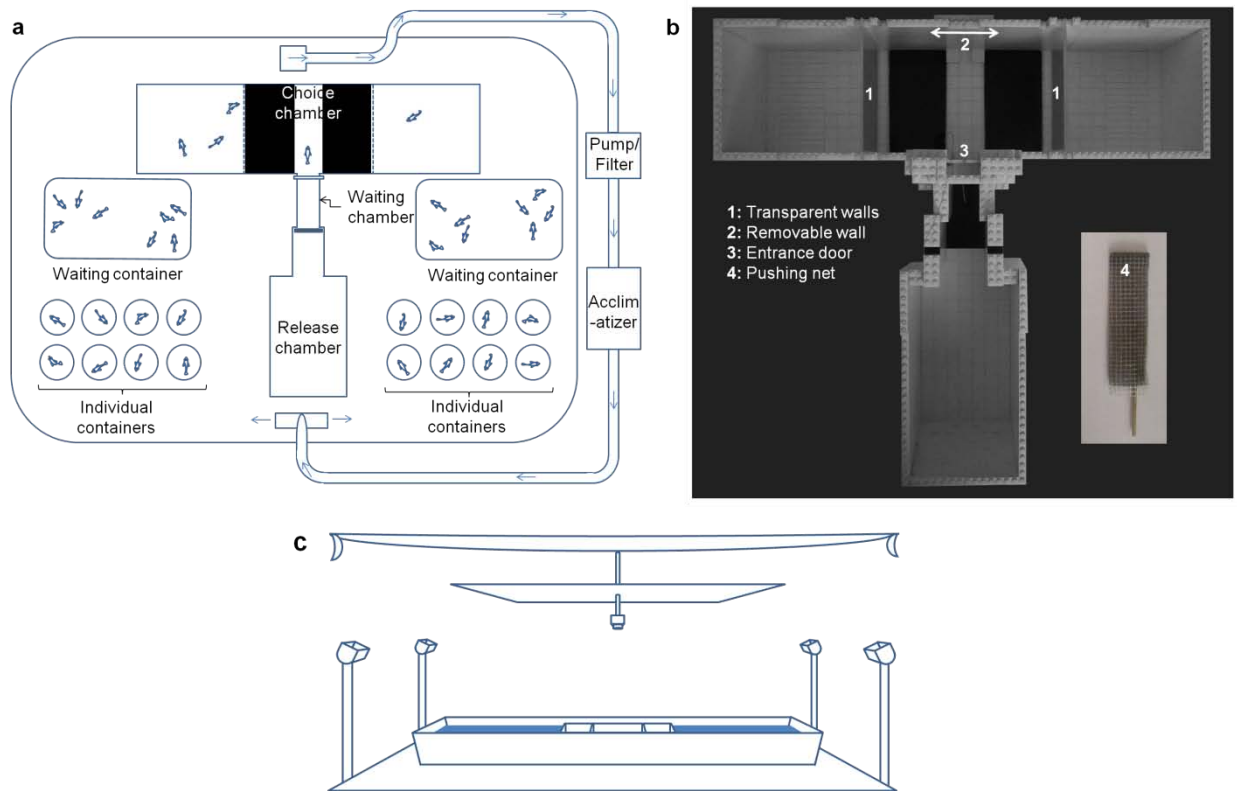 a
Choice
chamber
Waiting
chamber
Waiting container
Waiting container
Release
chamber
Individual
containers
Individual
containers
Pump/
Filter
Acclim
-atizer
b
1
2
1
3
1: Transparent walls
2: Removable wall
3: Entrance door
4: Pushing net
4
c